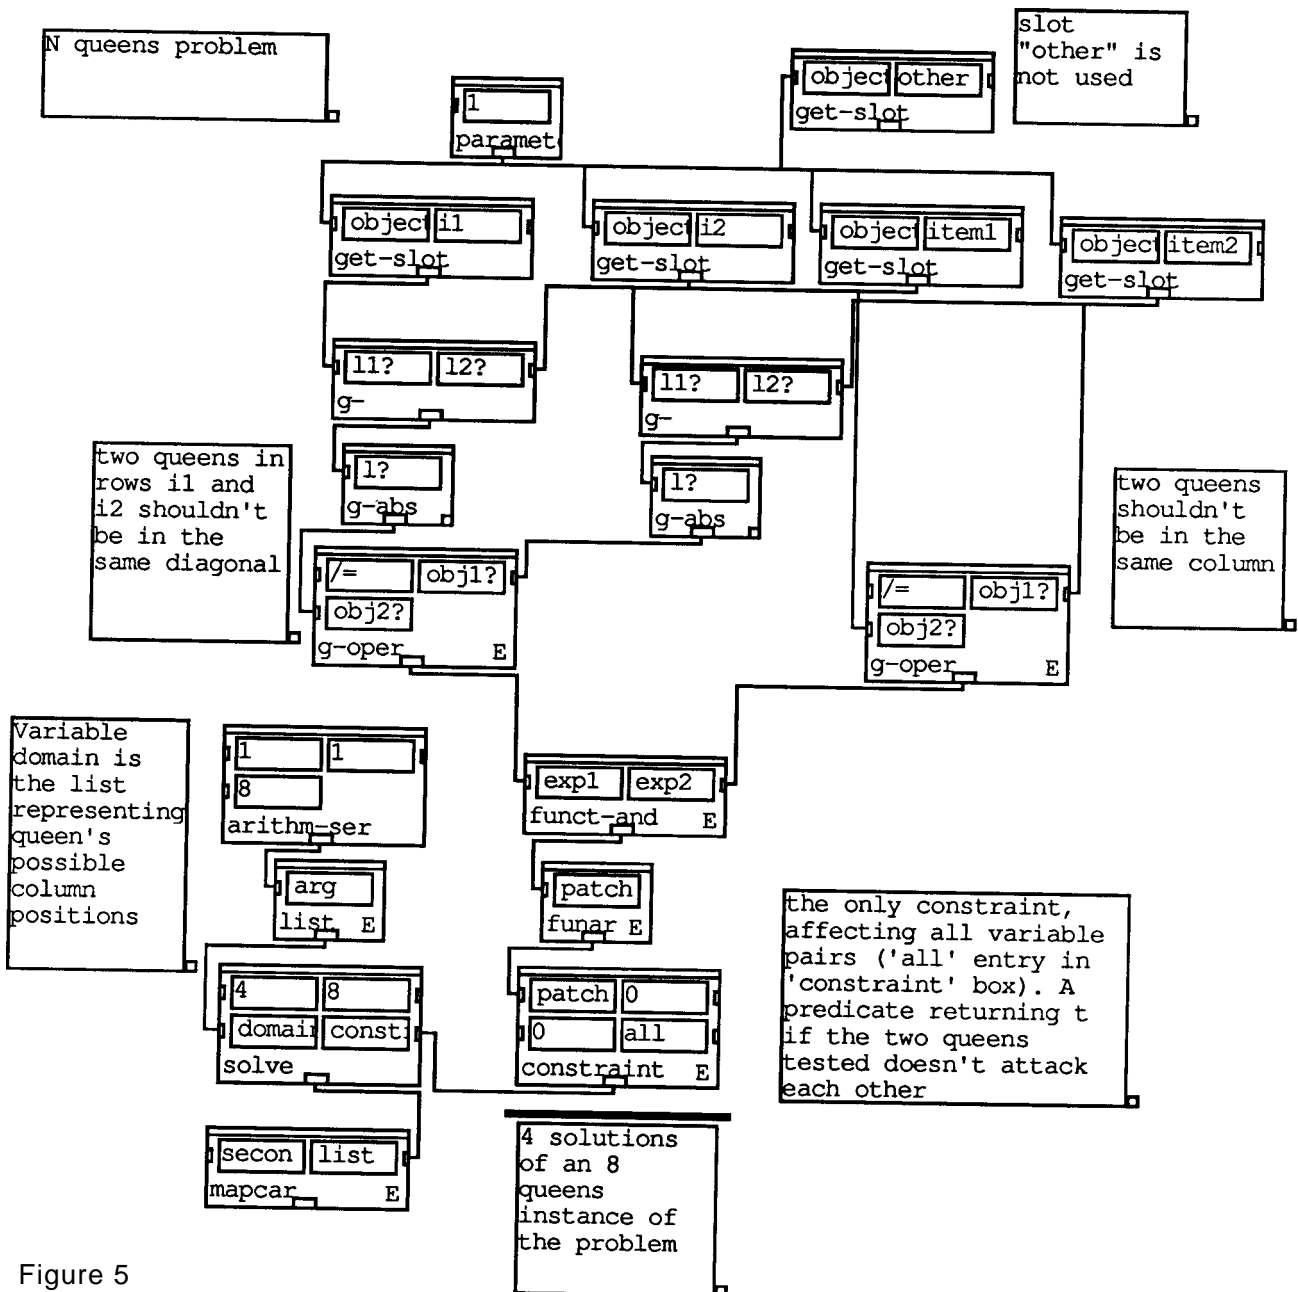 N queens problem
slot
"other" is
not used
object other
get-slot
1
paramet
object i1
get-slot
object i2
get-slot
object item1
get-slot
object item2
get-slot
l1? l2?
g-
l1? l2?
g-
l?
g-abs
l?
g-abs
two queens in
rows i1 and
i2 shouldn't
be in the
same diagonal
two queens
shouldn't
be in the
same column
/= obj1?
obj2?
g-oper E
/= obj1?
obj2?
g-oper E
Variable
domain is
the list
representing
queen's
possible
column
positions
1 1
8
arithm-ser
exp1 exp2
funct-and E
arg
list E
patch
funar E
the only constraint,
affecting all variable
pairs ('all' entry in
'constraint' box). A
predicate returning t
if the two queens
tested doesn't attack
each other
4 8
domain const
solve
patch 0
0 all
constraint E
secon list
mapcar E
4 solutions
of an 8
queens
instance of
the problem
Figure 5